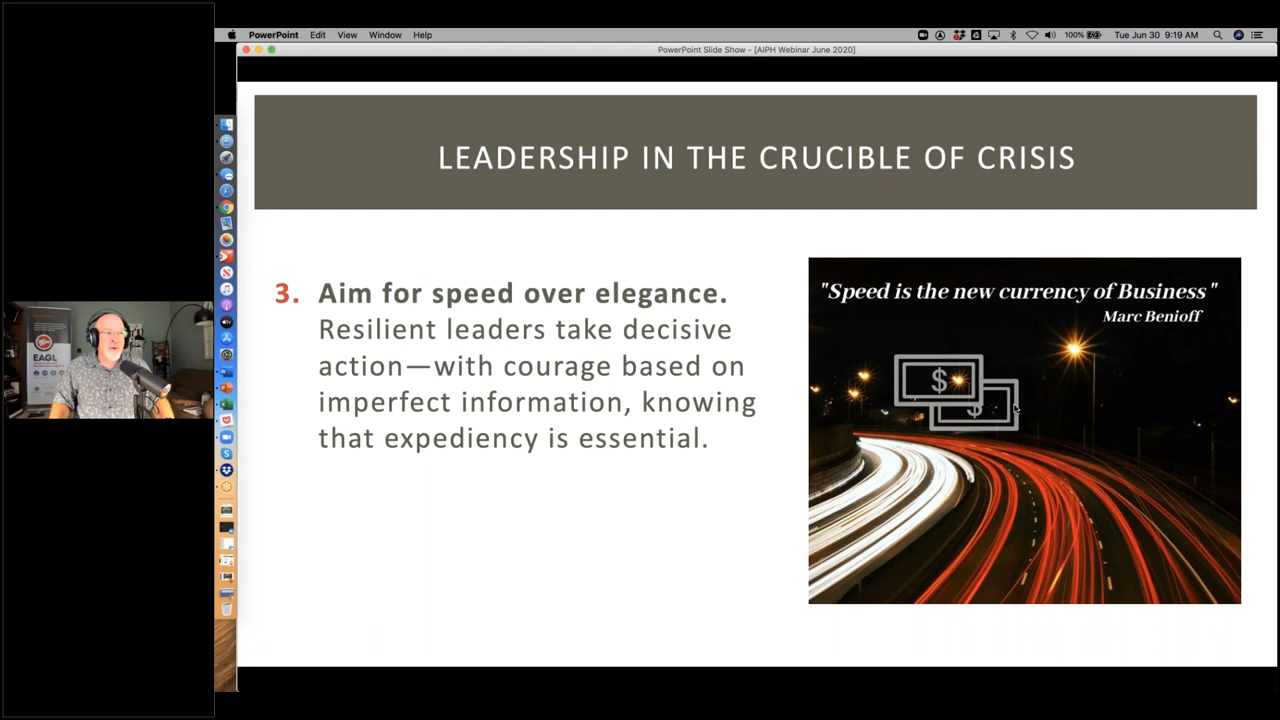 PowerPoint Edit View Window Help
100% Tue Jun 30 9:19 AM
PowerPoint Slide Show - [AIPH Webinar June 2020]
LEADERSHIP IN THE CRUCIBLE OF CRISIS
3. Aim for speed over elegance.
Resilient leaders take decisive
action—with courage based on
imperfect information, knowing
that expediency is essential.
"Speed is the new currency of Business"
Marc Benioff
$
$
EAGL